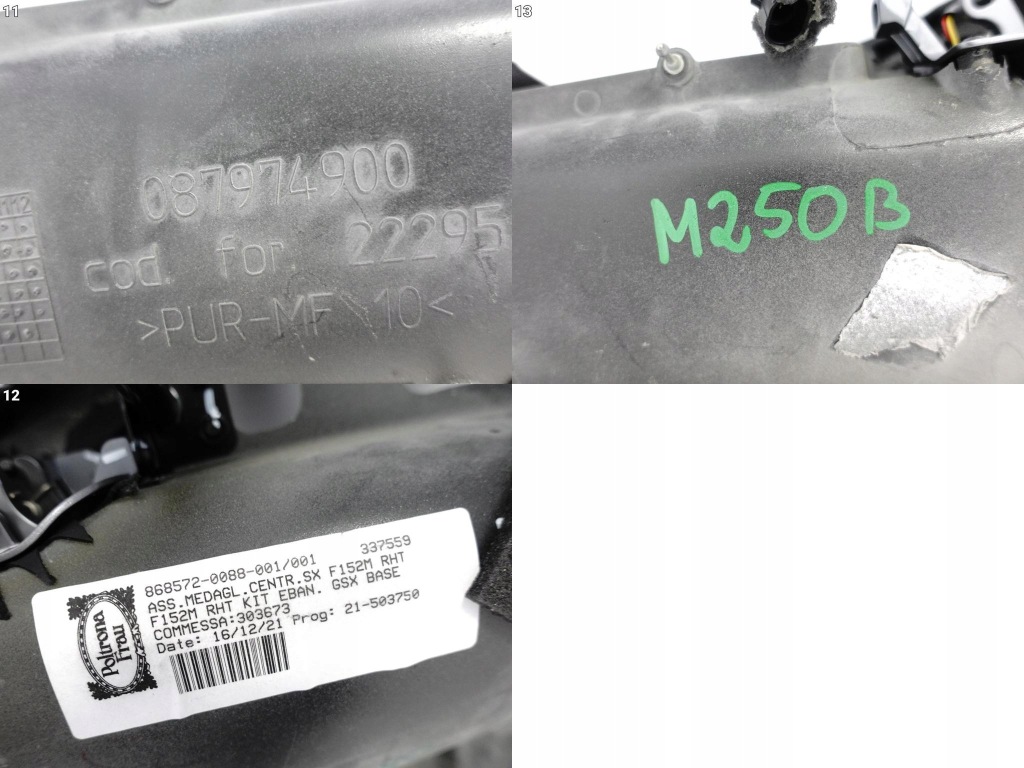 11
087974900
cod. for. 22295
>PUR-MF 10<
13
M250B
12
868572-0088-001/001 337559
ASS.MEDAGL.CENTR.SX F152M RHT
F152M RHT KIT EBAN. GSX BASE
COMMESSA:303673
Date: 16/12/21 Prog: 21-503750
Poltrona
Frau